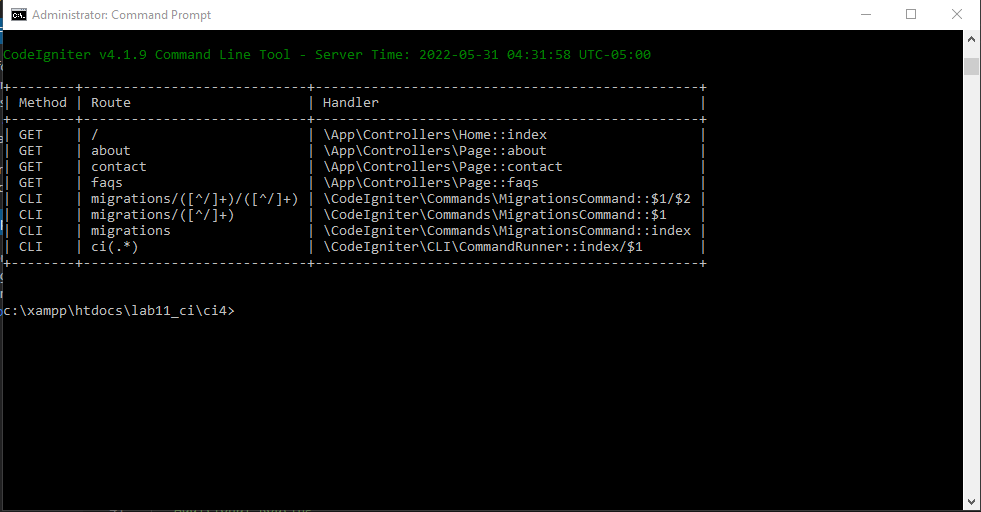 Administrator: Command Prompt
CodeIgniter v4.1.9 Command Line Tool - Server Time: 2022-05-31 04:31:58 UTC-05:00
+--------+----------------------------+------------------------------------------------+
| Method | Route                      | Handler                                        |
+--------+----------------------------+------------------------------------------------+
| GET    | /                          | \App\Controllers\Home::index                   |
| GET    | about                      | \App\Controllers\Page::about                   |
| GET    | contact                    | \App\Controllers\Page::contact                 |
| GET    | faqs                       | \App\Controllers\Page::faqs                    |
| CLI    | migrations/([^/]+)/([^/]+) | \CodeIgniter\Commands\MigrationsCommand::$1/$2 |
| CLI    | migrations/([^/]+)         | \CodeIgniter\Commands\MigrationsCommand::$1    |
| CLI    | migrations                 | \CodeIgniter\Commands\MigrationsCommand::index |
| CLI    | ci(.*)                     | \CodeIgniter\CLI\CommandRunner::index/$1       |
+--------+----------------------------+------------------------------------------------+
c:\xampp\htdocs\lab11_ci\ci4>